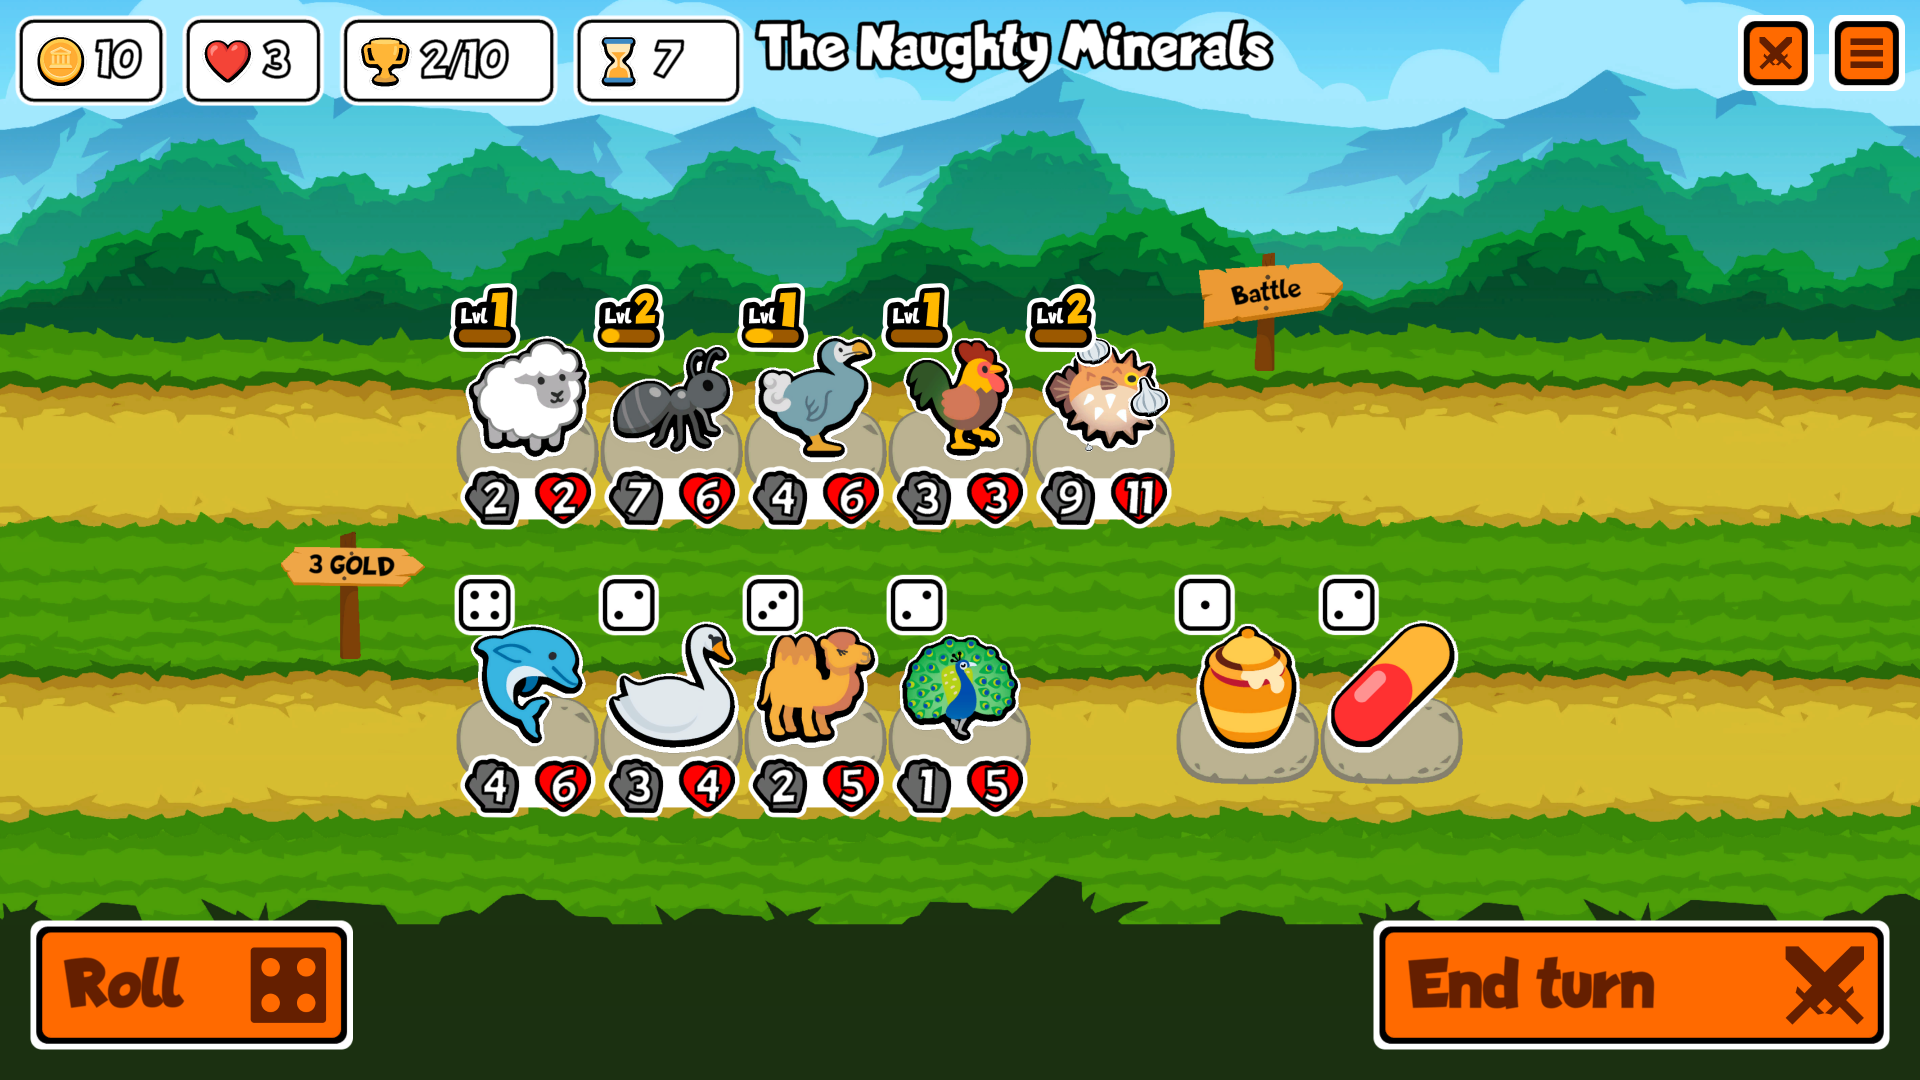 10 3 2/10 7 The Naughty Minerals
Battle
Lvl 1 Lvl 2 Lvl 1 Lvl 1 Lvl 2
2 2 7 6 4 6 3 3 9 11
3 GOLD
4 6 3 4 2 5 1 5
Roll End turn